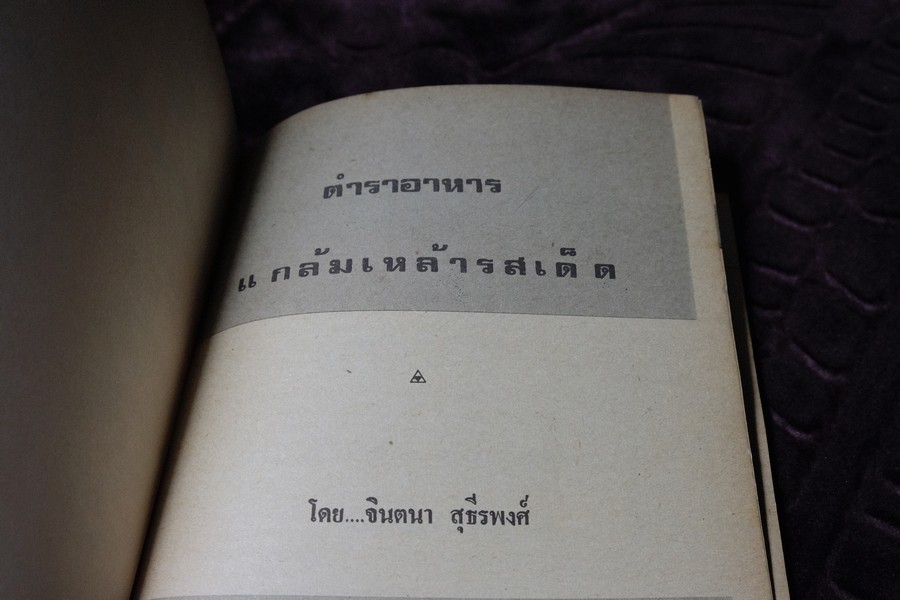 ตำราอาหาร
แกล้มเหล้ารสเด็ด
โดย....จินตนา สุธีรพงศ์